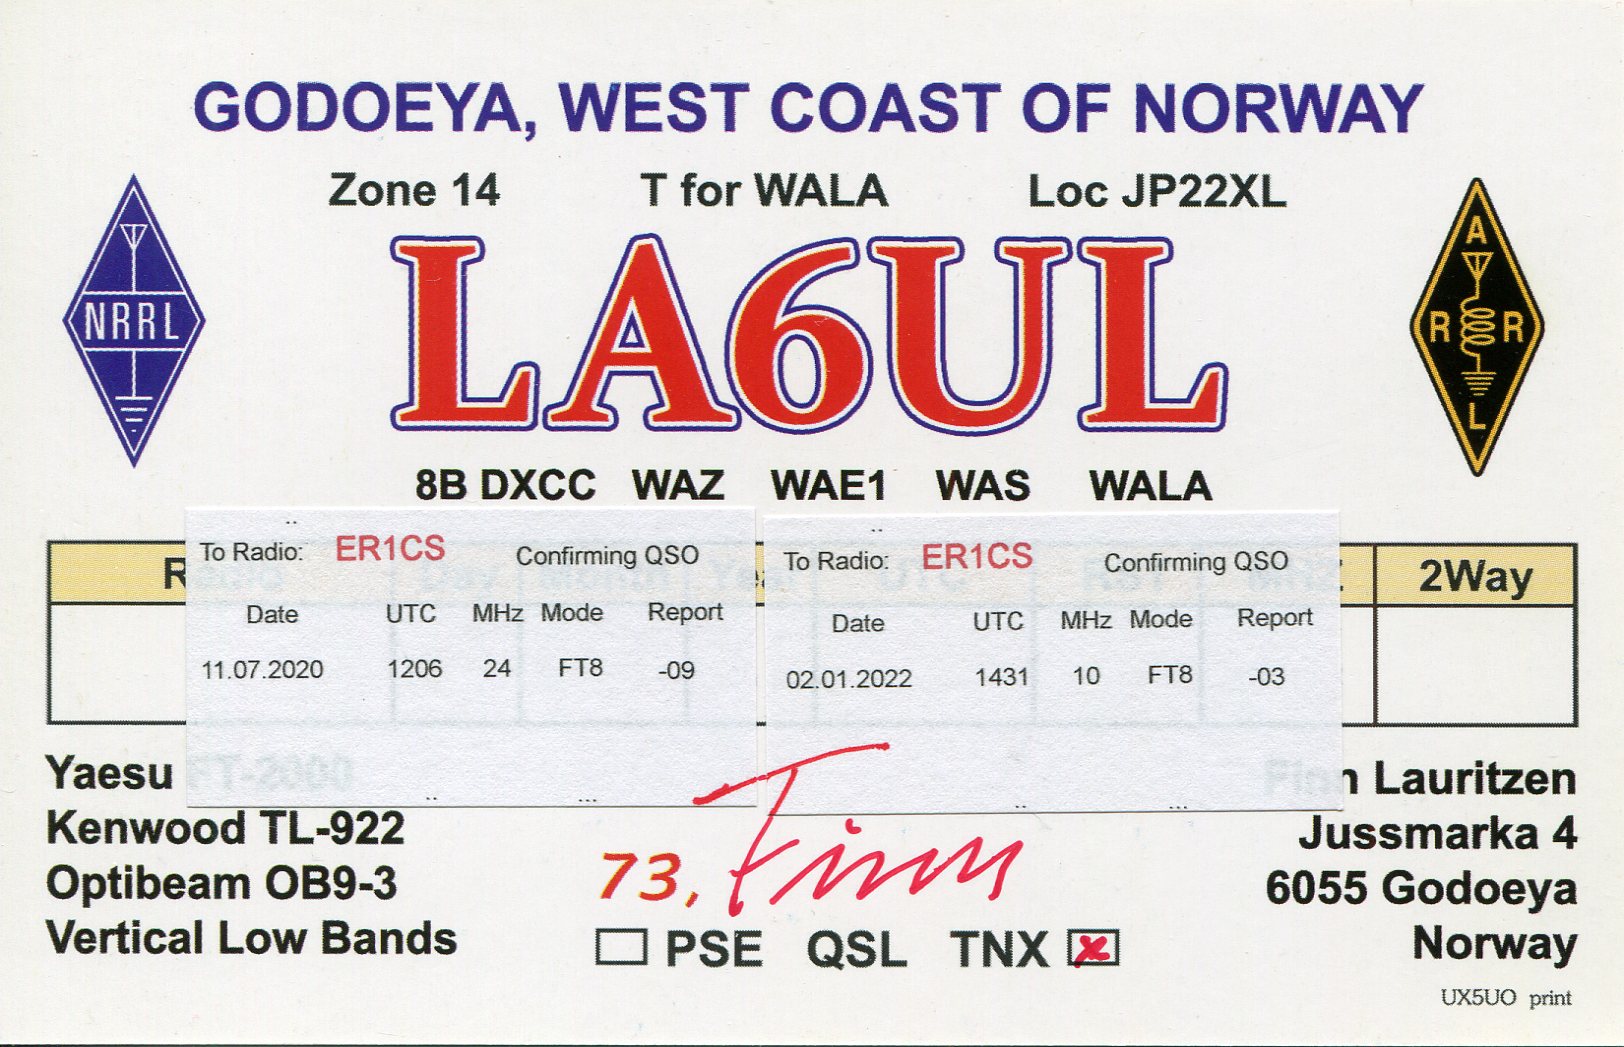 GODOEYA, WEST COAST OF NORWAY
Zone 14 T for WALA Loc JP22XL
NRRL
LA6UL
A
R R
L
8B DXCC WAZ WAE1 WAS WALA
To Radio: ER1CS Confirming QSO
Date UTC MHz Mode Report
11.07.2020 1206 24 FT8 -09
To Radio: ER1CS Confirming QSO
Date UTC MHz Mode Report
02.01.2022 1431 10 FT8 -03
2Way
Yaesu FT-2000
Kenwood TL-922
Optibeam OB9-3
Vertical Low Bands
73, Finn
PSE QSL TNX
Finn Lauritzen
Jussmarka 4
6055 Godoeya
Norway
UX5UO print